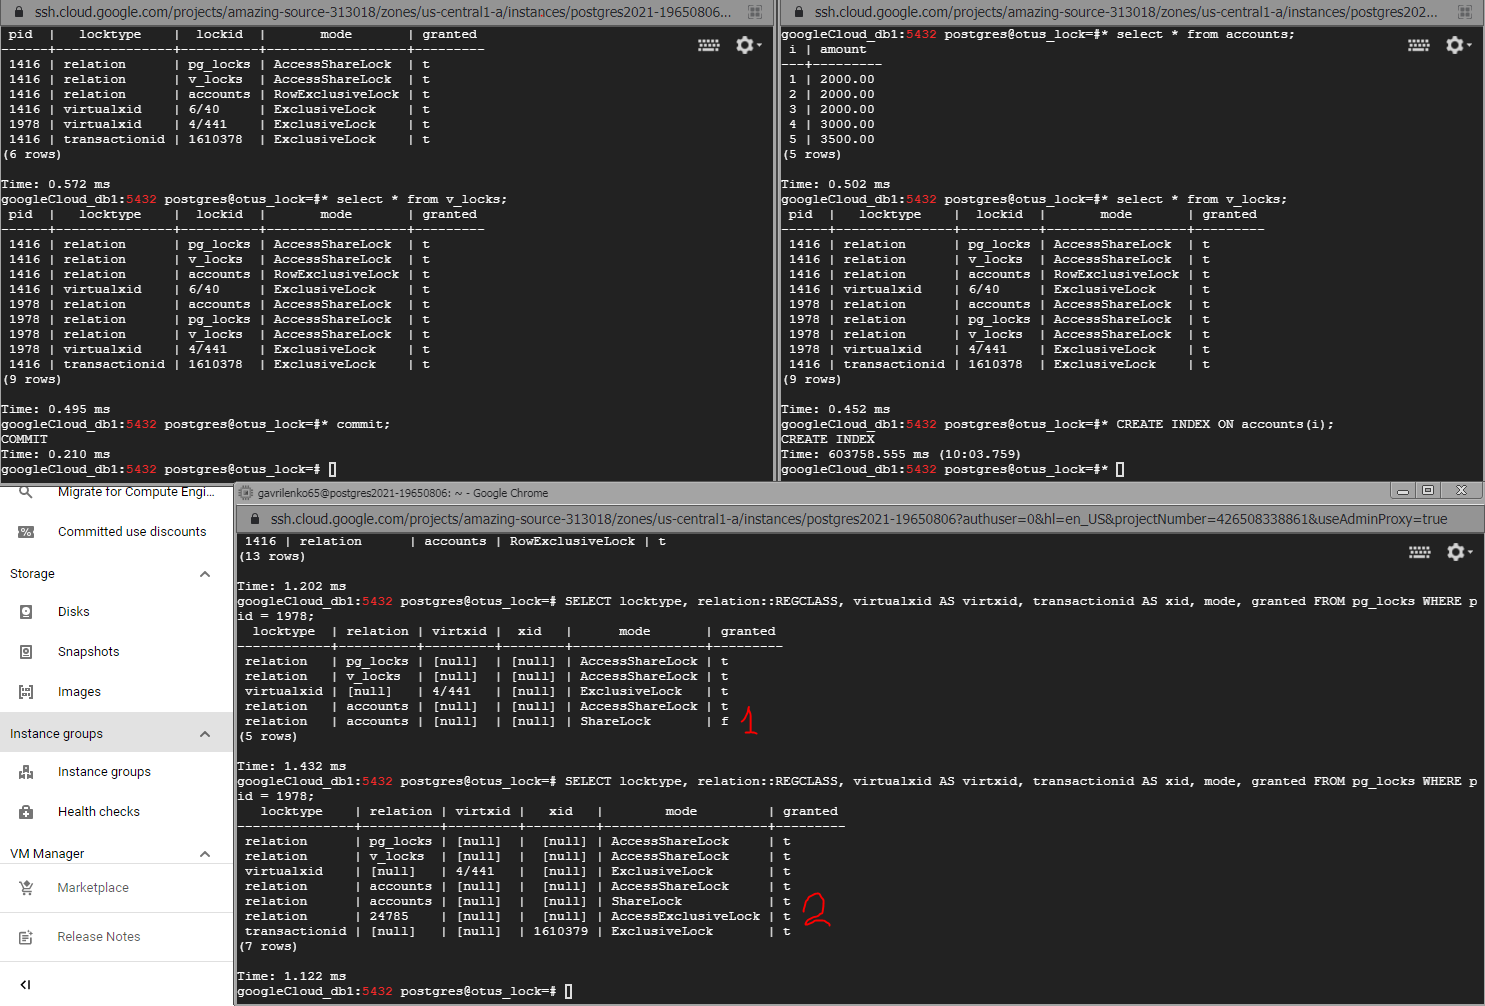 ssh.cloud.google.com/projects/amazing-source-313018/zones/us-central1-a/instances/postgres2021-19650806...
 pid  |   locktype    |  lockid  |       mode       | granted
------+---------------+----------+------------------+---------
 1416 | relation      | pg_locks | AccessShareLock  | t
 1416 | relation      | v_locks  | AccessShareLock  | t
 1416 | relation      | accounts | RowExclusiveLock | t
 1416 | virtualxid    | 6/40     | ExclusiveLock    | t
 1978 | virtualxid    | 4/441    | ExclusiveLock    | t
 1416 | transactionid | 1610378  | ExclusiveLock    | t
(6 rows)
Time: 0.572 ms
googleCloud_db1:5432 postgres@otus_lock=#* select * from v_locks;
 pid  |   locktype    |  lockid  |       mode       | granted
------+---------------+----------+------------------+---------
 1416 | relation      | pg_locks | AccessShareLock  | t
 1416 | relation      | v_locks  | AccessShareLock  | t
 1416 | relation      | accounts | RowExclusiveLock | t
 1416 | virtualxid    | 6/40     | ExclusiveLock    | t
 1978 | relation      | accounts | AccessShareLock  | t
 1978 | relation      | pg_locks | AccessShareLock  | t
 1978 | relation      | v_locks  | AccessShareLock  | t
 1978 | virtualxid    | 4/441    | ExclusiveLock    | t
 1416 | transactionid | 1610378  | ExclusiveLock    | t
(9 rows)
Time: 0.495 ms
googleCloud_db1:5432 postgres@otus_lock=#* commit;
COMMIT
Time: 0.210 ms
googleCloud_db1:5432 postgres@otus_lock=#
ssh.cloud.google.com/projects/amazing-source-313018/zones/us-central1-a/instances/postgres202...
googleCloud_db1:5432 postgres@otus_lock=#* select * from accounts;
 i | amount
---+---------
 1 | 2000.00
 2 | 2000.00
 3 | 2000.00
 4 | 3000.00
 5 | 3500.00
(5 rows)
Time: 0.502 ms
googleCloud_db1:5432 postgres@otus_lock=#* select * from v_locks;
 pid  |   locktype    |  lockid  |       mode       | granted
------+---------------+----------+------------------+---------
 1416 | relation      | pg_locks | AccessShareLock  | t
 1416 | relation      | v_locks  | AccessShareLock  | t
 1416 | relation      | accounts | RowExclusiveLock | t
 1416 | virtualxid    | 6/40     | ExclusiveLock    | t
 1978 | relation      | accounts | AccessShareLock  | t
 1978 | relation      | pg_locks | AccessShareLock  | t
 1978 | relation      | v_locks  | AccessShareLock  | t
 1978 | virtualxid    | 4/441    | ExclusiveLock    | t
 1416 | transactionid | 1610378  | ExclusiveLock    | t
(9 rows)
Time: 0.452 ms
googleCloud_db1:5432 postgres@otus_lock=#* CREATE INDEX ON accounts(i);
CREATE INDEX
Time: 603758.555 ms (10:03.759)
googleCloud_db1:5432 postgres@otus_lock=#*
Migrate for Compute Engi...
Committed use discounts
Storage
Disks
Snapshots
Images
Instance groups
Instance groups
Health checks
VM Manager
Marketplace
Release Notes
gavrilenko65@postgres2021-19650806: ~ - Google Chrome
ssh.cloud.google.com/projects/amazing-source-313018/zones/us-central1-a/instances/postgres2021-19650806?authuser=0&hl=en_US&projectNumber=426508338861&useAdminProxy=true
 1416 | relation      | accounts | RowExclusiveLock | t
(13 rows)
Time: 1.202 ms
googleCloud_db1:5432 postgres@otus_lock=# SELECT locktype, relation::REGCLASS, virtualxid AS virtxid, transactionid AS xid, mode, granted FROM pg_locks WHERE p
id = 1978;
  locktype  | relation | virtxid |  xid   |      mode       | granted
------------+----------+---------+--------+-----------------+---------
 relation   | pg_locks | [null]  | [null] | AccessShareLock | t
 relation   | v_locks  | [null]  | [null] | AccessShareLock | t
 virtualxid | [null]   | 4/441   | [null] | ExclusiveLock   | t
 relation   | accounts | [null]  | [null] | AccessShareLock | t
 relation   | accounts | [null]  | [null] | ShareLock       | f
1
(5 rows)
Time: 1.432 ms
googleCloud_db1:5432 postgres@otus_lock=# SELECT locktype, relation::REGCLASS, virtualxid AS virtxid, transactionid AS xid, mode, granted FROM pg_locks WHERE p
id = 1978;
   locktype    | relation | virtxid |   xid   |        mode         | granted
---------------+----------+---------+---------+---------------------+---------
 relation      | pg_locks | [null]  |  [null] | AccessShareLock     | t
 relation      | v_locks  | [null]  |  [null] | AccessShareLock     | t
 virtualxid    | [null]   | 4/441   |  [null] | ExclusiveLock       | t
 relation      | accounts | [null]  |  [null] | AccessShareLock     | t
 relation      | accounts | [null]  |  [null] | ShareLock           | t
 relation      | 24785    | [null]  |  [null] | AccessExclusiveLock | t
2
 transactionid | [null]   | [null]  | 1610379 | ExclusiveLock       | t
(7 rows)
Time: 1.122 ms
googleCloud_db1:5432 postgres@otus_lock=#